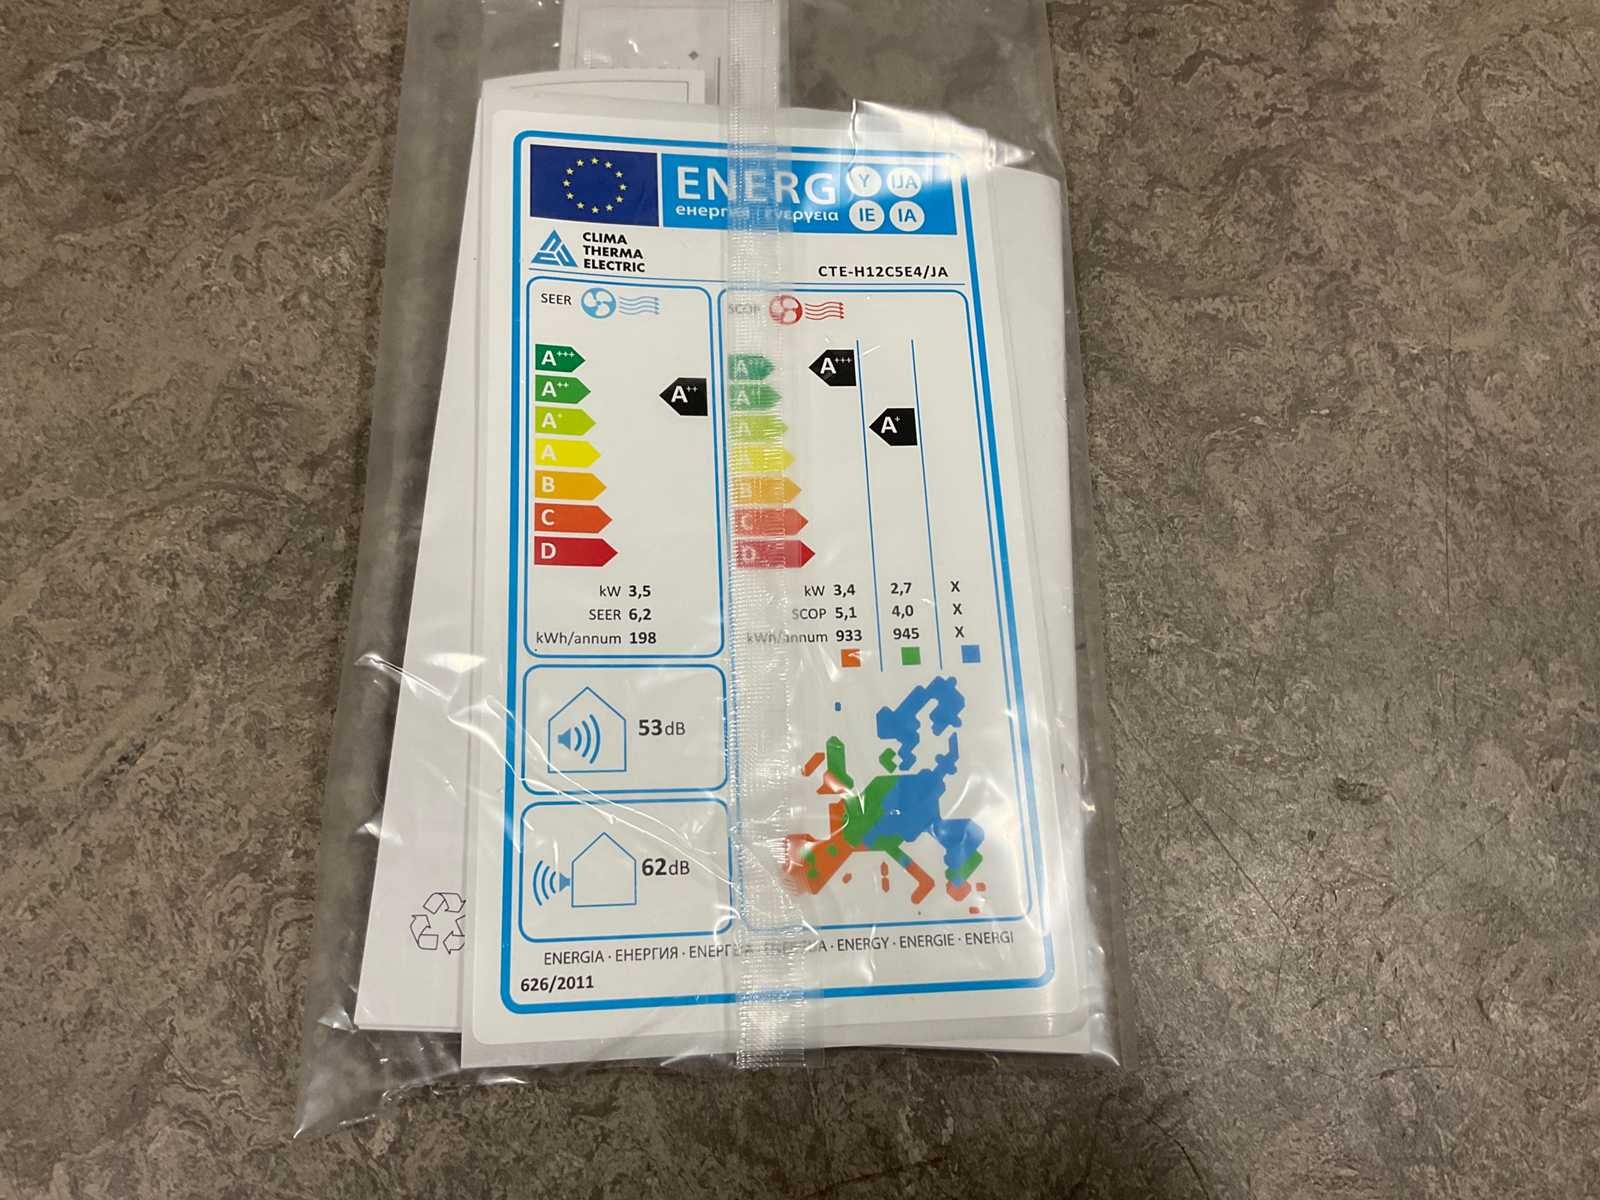 ENERG Y IJA
IE IA
CLIMA
THERMA
ELECTRIC
CTE-H12C5E4/JA
SEER
SCOP
A+++
A++
A+
A
B
C
D
A++
A+++
A+
kW 3,5
SEER 6,2
kWh/annum 198
kW 3,4 2,7 X
SCOP 5,1 4,0 X
kWh/annum 933 945 X
53dB
62dB
ENERGIA · ЕНЕРГИЯ · ΕΝΕΡΓΕΙΑ · ENERGY · ENERGIE · ENERGI
626/2011